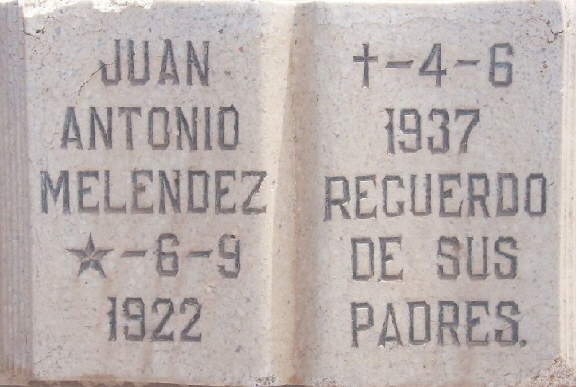 JUAN
ANTONIO
MELENDEZ
★-6-9
1922
†-4-6
1937
RECUERDO
DE SUS
PADRES.